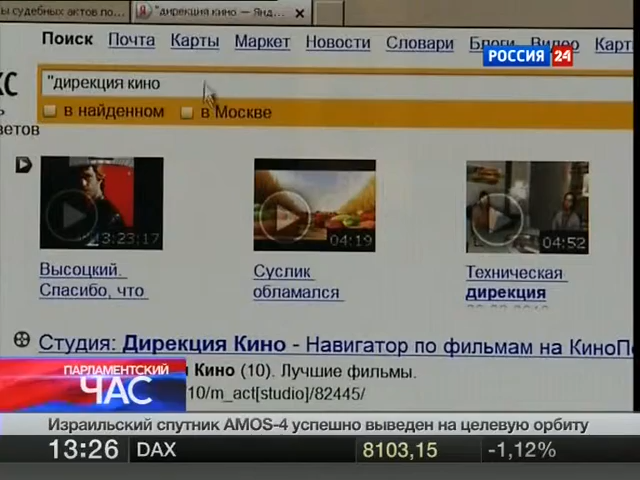 ы судебных актов по...
"дирекция кино — Янд...
Поиск Почта Карты Маркет Новости Словари Блоги Видео Карт
РОССИЯ 24
"дирекция кино
в найденном в Москве
ветов
3:23:17
04:19
04:52
Высоцкий.
Спасибо, что
Суслик
обламался
Техническая
дирекция
Студия: Дирекция Кино - Навигатор по фильмам на КиноПо
Кино (10). Лучшие фильмы.
10/m_act[studio]/82445/
ПАРЛАМЕНТСКИЙ
ЧАС
Израильский спутник AMOS-4 успешно выведен на целевую орбиту
13:26 DAX 8103,15 -1,12%